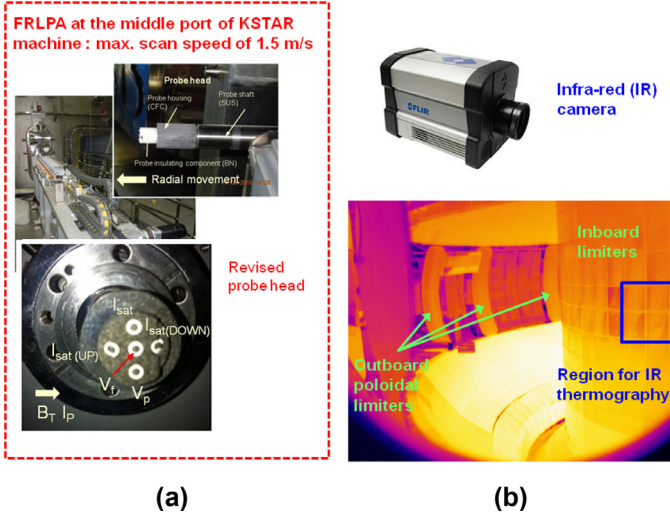 FRLPA at the middle port of KSTAR
machine : max. scan speed of 1.5 m/s
Probe head
Probe housing
(CFC)
Probe shaft
(SUS)
Probe insulating component (BN)
Radial movement
Revised
probe head
Isat
Isat(DOWN)
Isat (UP)
Vf
Vp
BT IP
(a)
FLIR
Infra-red (IR)
camera
Inboard
limiters
Outboard
poloidal
limiters
Region for IR
thermography
(b)